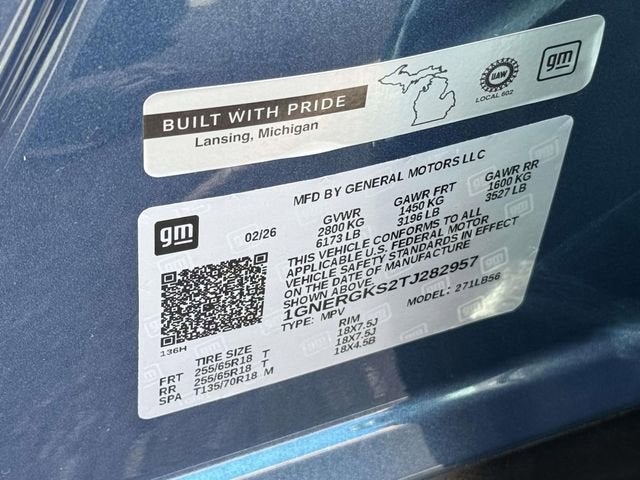 BUILT WITH PRIDE
Lansing, Michigan
UAW
LOCAL 602
gm
MFD BY GENERAL MOTORS LLC
gm
02/26
GVWR GAWR FRT GAWR RR
2800 KG 1450 KG 1600 KG
6173 LB 3196 LB 3527 LB
THIS VEHICLE CONFORMS TO ALL
APPLICABLE U.S. FEDERAL MOTOR
VEHICLE SAFETY STANDARDS IN EFFECT
ON THE DATE OF MANUFACTURE
SHOWN ABOVE.
1GNERGKS2TJ282957
TYPE: MPV MODEL: 271LB56
136H
TIRE SIZE RIM
FRT 255/65R18 T 18X7.5J
RR 255/65R18 T 18X7.5J
SPA T135/70R18 M 18X4.5B